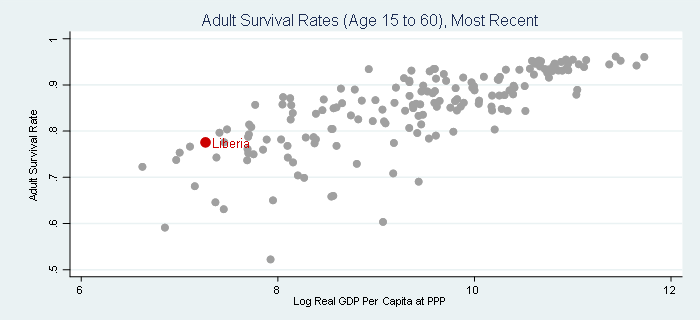 Adult Survival Rates (Age 15 to 60), Most Recent
Adult Survival Rate
1
.9
.8
.7
.6
.5
Liberia
6
8
10
12
Log Real GDP Per Capita at PPP